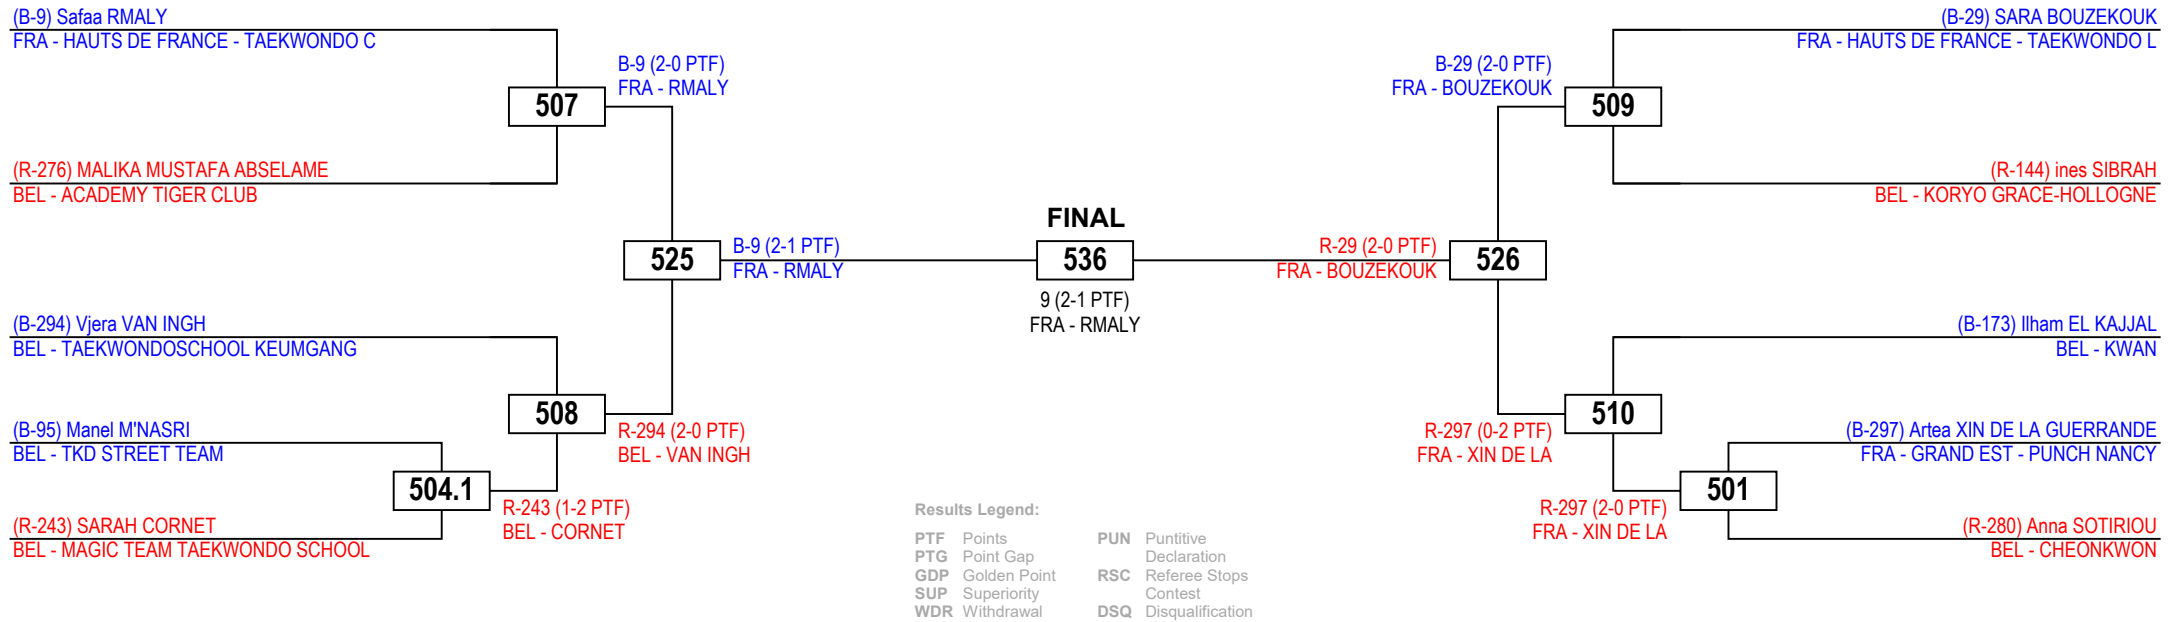 (B-9) Safaa RMALY
FRA - HAUTS DE FRANCE - TAEKWONDO C
B-9 (2-0 PTF)
FRA - RMALY
507
(R-276) MALIKA MUSTAFA ABSELAME
BEL - ACADEMY TIGER CLUB
525
B-9 (2-1 PTF)
FRA - RMALY
(B-294) Vjera VAN INGH
BEL - TAEKWONDOSCHOOL KEUMGANG
508
R-294 (2-0 PTF)
BEL - VAN INGH
(B-95) Manel M'NASRI
BEL - TKD STREET TEAM
504.1
R-243 (1-2 PTF)
BEL - CORNET
(R-243) SARAH CORNET
BEL - MAGIC TEAM TAEKWONDO SCHOOL
FINAL
536
9 (2-1 PTF)
FRA - RMALY
(B-29) SARA BOUZEKOUK
FRA - HAUTS DE FRANCE - TAEKWONDO L
B-29 (2-0 PTF)
FRA - BOUZEKOUK
509
(R-144) ines SIBRAH
BEL - KORYO GRACE-HOLLOGNE
R-29 (2-0 PTF)
FRA - BOUZEKOUK
526
(B-173) Ilham EL KAJJAL
BEL - KWAN
510
R-297 (0-2 PTF)
FRA - XIN DE LA
(B-297) Artea XIN DE LA GUERRANDE
FRA - GRAND EST - PUNCH NANCY
501
R-297 (2-0 PTF)
FRA - XIN DE LA
(R-280) Anna SOTIRIOU
BEL - CHEONKWON
Results Legend:
PTF Points
PTG Point Gap
GDP Golden Point
SUP Superiority
WDR Withdrawal
PUN Puntitive
Declaration
RSC Referee Stops
Contest
DSQ Disqualification